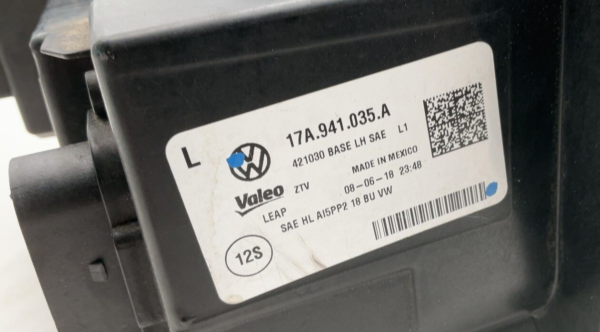 L
17A.941.035.A
421030 BASE LH SAE L1
Valeo ZTV
MADE IN MEXICO
LEAP
08-06-18 23:48
SAE HL AI5PP2 18 BU VW
12S